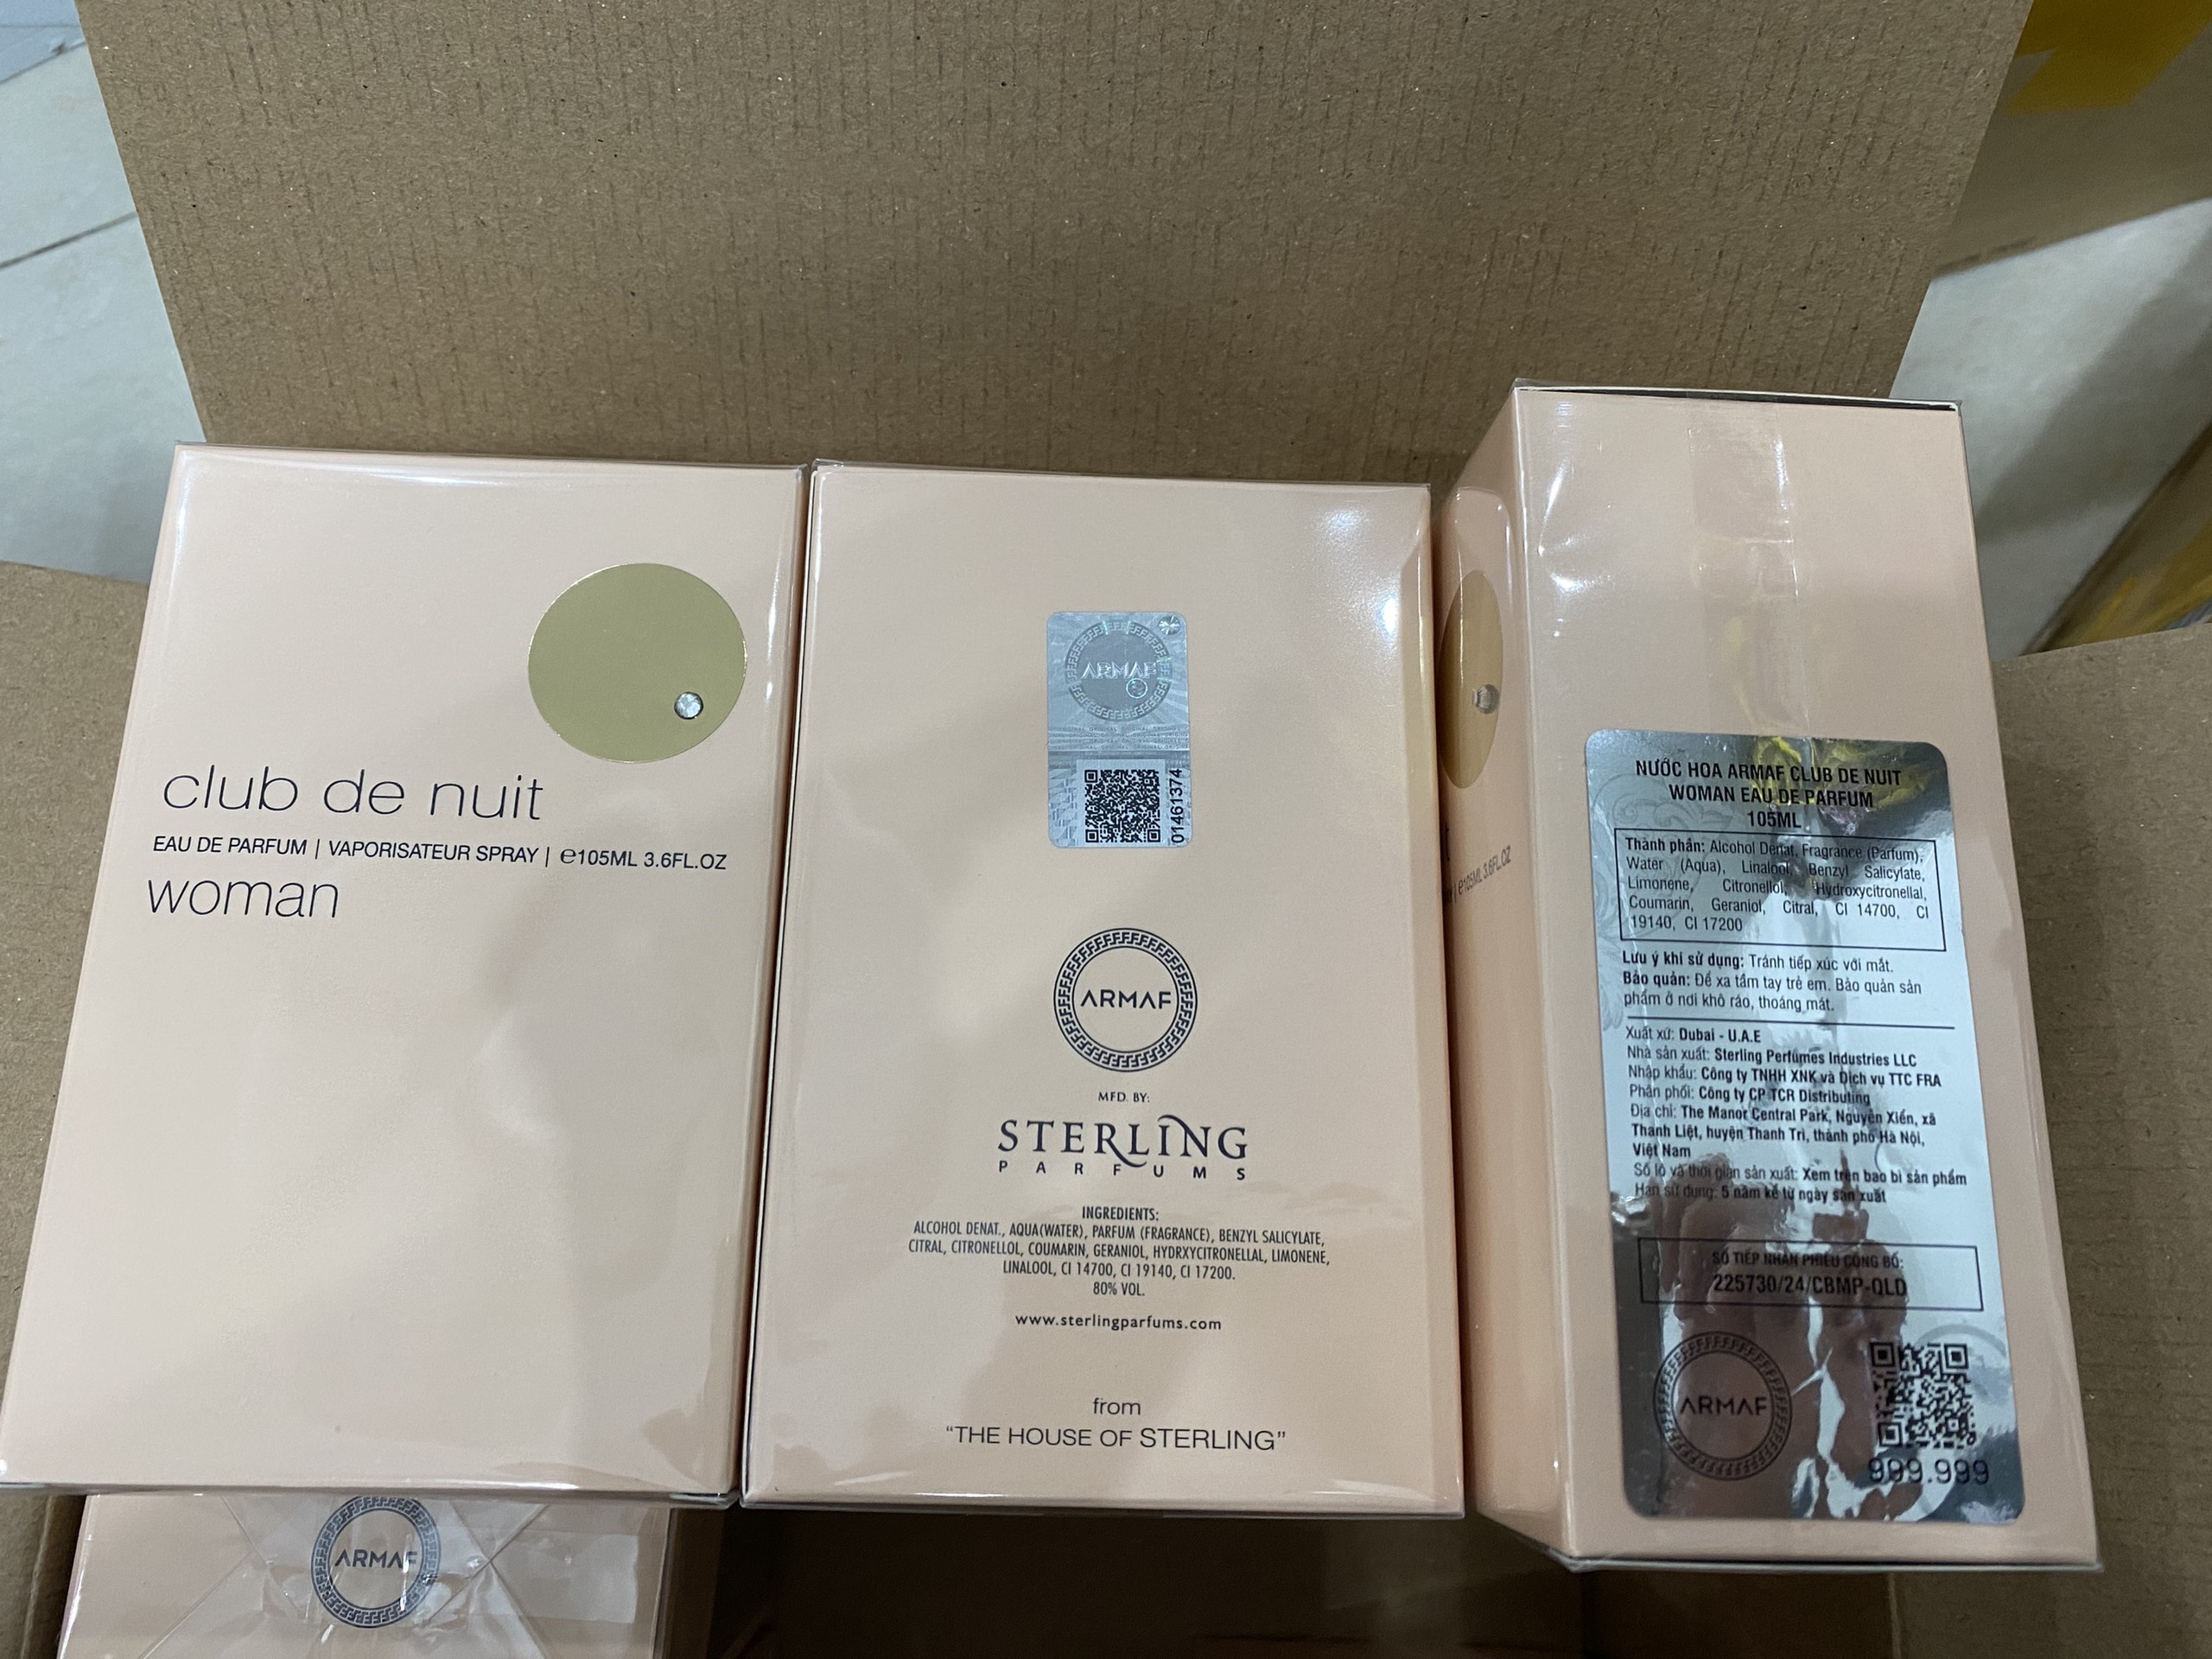 club de nuit
EAU DE PARFUM | VAPORISATEUR SPRAY | ℮105ML 3.6FL.OZ
woman
ARMAF
ARMAF
01461374
ARMAF
MFD. BY:
STERLING
PARFUMS
INGREDIENTS:
ALCOHOL DENAT., AQUA(WATER), PARFUM (FRAGRANCE), BENZYL SALICYLATE,
CITRAL, CITRONELLOL, COUMARIN, GERANIOL, HYDRXYCITRONELLAL, LIMONENE,
LINALOOL, CI 14700, CI 19140, CI 17200.
80% VOL.
www.sterlingparfums.com
from
“THE HOUSE OF STERLING”
℮105ML 3.6FL.OZ
NƯỚC HOA ARMAF CLUB DE NUIT
WOMAN EAU DE PARFUM
105ML
Thành phần: Alcohol Denat, Fragrance (Parfum),
Water (Aqua), Linalool, Benzyl Salicylate,
Limonene, Citronellol, Hydroxycitronellal,
Coumarin, Geraniol, Citral, CI 14700, CI
19140, CI 17200
Lưu ý khi sử dụng: Tránh tiếp xúc với mắt.
Bảo quản: Để xa tầm tay trẻ em. Bảo quản sản
phẩm ở nơi khô ráo, thoáng mát.
Xuất xứ: Dubai - U.A.E
Nhà sản xuất: Sterling Perfumes Industries LLC
Nhập khẩu: Công ty TNHH XNK và Dịch vụ TTC FRA
Phân phối: Công ty CP TCR Distributing
Địa chỉ: The Manor Central Park, Nguyễn Xiển, xã
Thanh Liệt, huyện Thanh Trì, thành phố Hà Nội,
Việt Nam
Số lô và thời gian sản xuất: Xem trên bao bì sản phẩm
Hạn sử dụng: 5 năm kể từ ngày sản xuất
SỐ TIẾP NHẬN PHIẾU CÔNG BỐ:
225730/24/CBMP-QLD
ARMAF
999.999